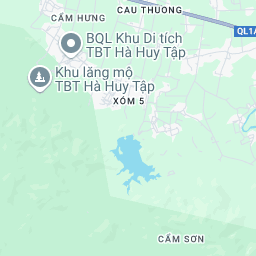 CẨM HƯNG
CAU THUONG
QL1A
BQL Khu Di tích
TBT Hà Huy Tập
Khu lăng mộ
TBT Hà Huy Tập
XÓM 5
CẨM SƠN